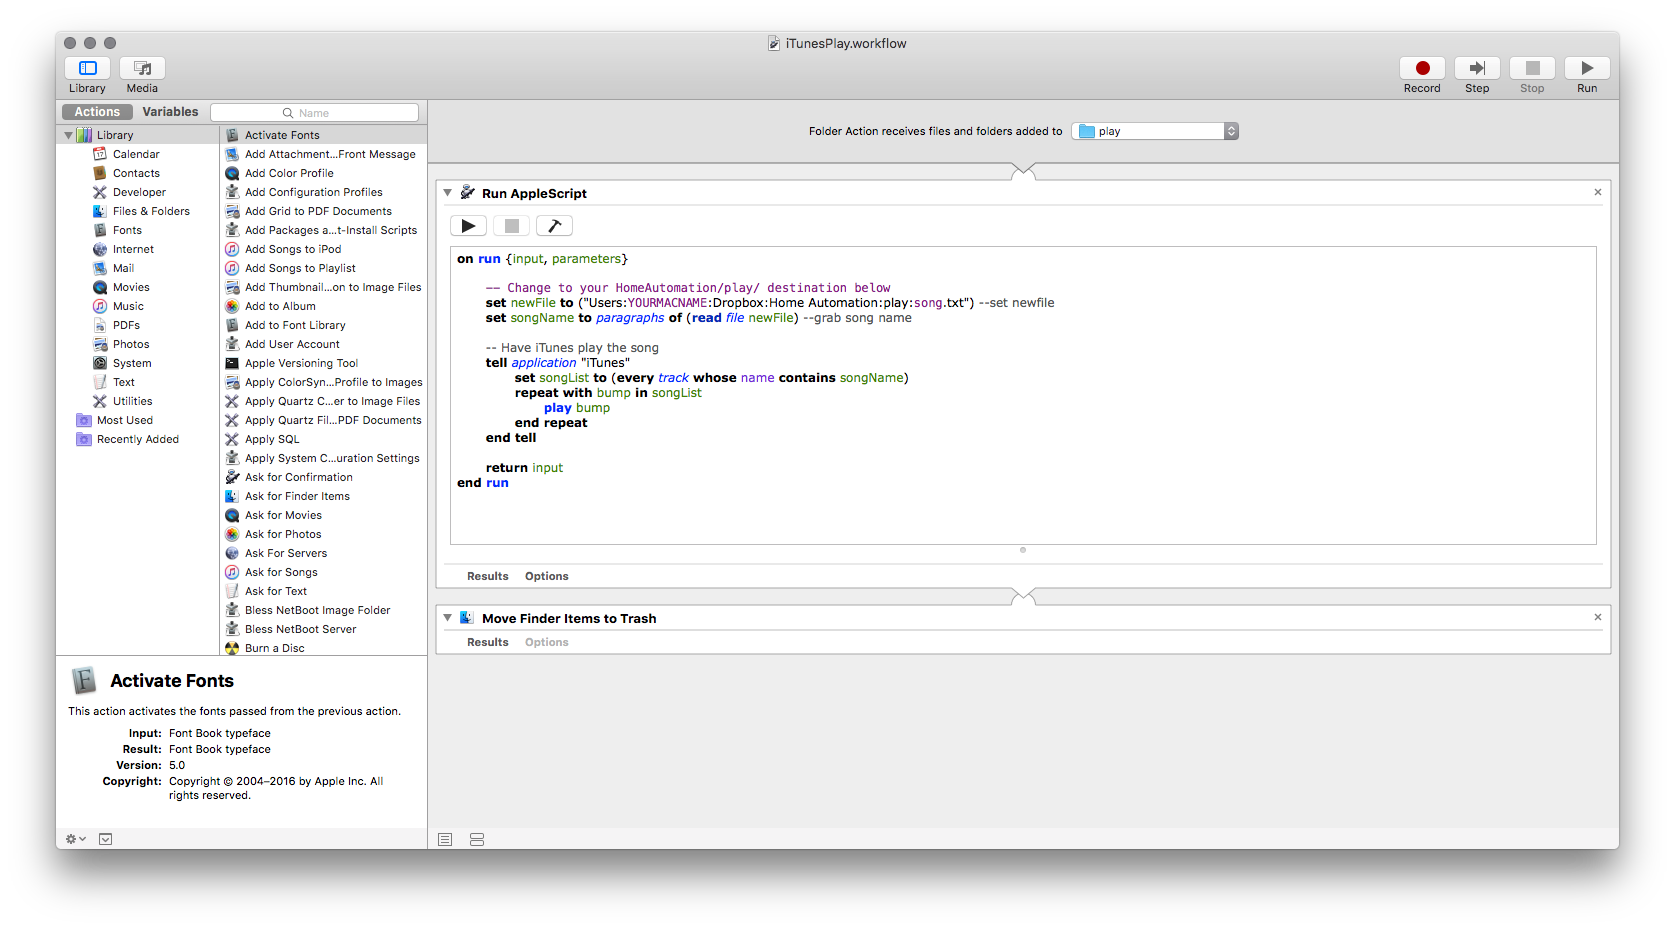 iTunesPlay.workflow
Library
Media
Record
Step
Stop
Run
Actions
Variables
Name
Library
Calendar
Contacts
Developer
Files & Folders
Fonts
Internet
Mail
Movies
Music
PDFs
Photos
System
Text
Utilities
Most Used
Recently Added
Activate Fonts
Add Attachment...Front Message
Add Color Profile
Add Configuration Profiles
Add Grid to PDF Documents
Add Packages a...t-Install Scripts
Add Songs to iPod
Add Songs to Playlist
Add Thumbnail...on to Image Files
Add to Album
Add to Font Library
Add User Account
Apple Versioning Tool
Apply ColorSyn...Profile to Images
Apply Quartz C...er to Image Files
Apply Quartz Fil...PDF Documents
Apply SQL
Apply System C...uration Settings
Ask for Confirmation
Ask for Finder Items
Ask for Movies
Ask for Photos
Ask For Servers
Ask for Songs
Ask for Text
Bless NetBoot Image Folder
Bless NetBoot Server
Burn a Disc
Activate Fonts
This action activates the fonts passed from the previous action.
Input: Font Book typeface
Result: Font Book typeface
Version: 5.0
Copyright: Copyright © 2004–2016 by Apple Inc. All
rights reserved.
Folder Action receives files and folders added to play
Run AppleScript
on run {input, parameters}
-- Change to your HomeAutomation/play/ destination below
set newFile to ("Users:YOURMACNAME:Dropbox:Home Automation:play:song.txt") --set newfile
set songName to paragraphs of (read file newFile) --grab song name
-- Have iTunes play the song
tell application "iTunes"
set songList to (every track whose name contains songName)
repeat with bump in songList
play bump
end repeat
end tell
return input
end run
Results Options
Move Finder Items to Trash
Results Options